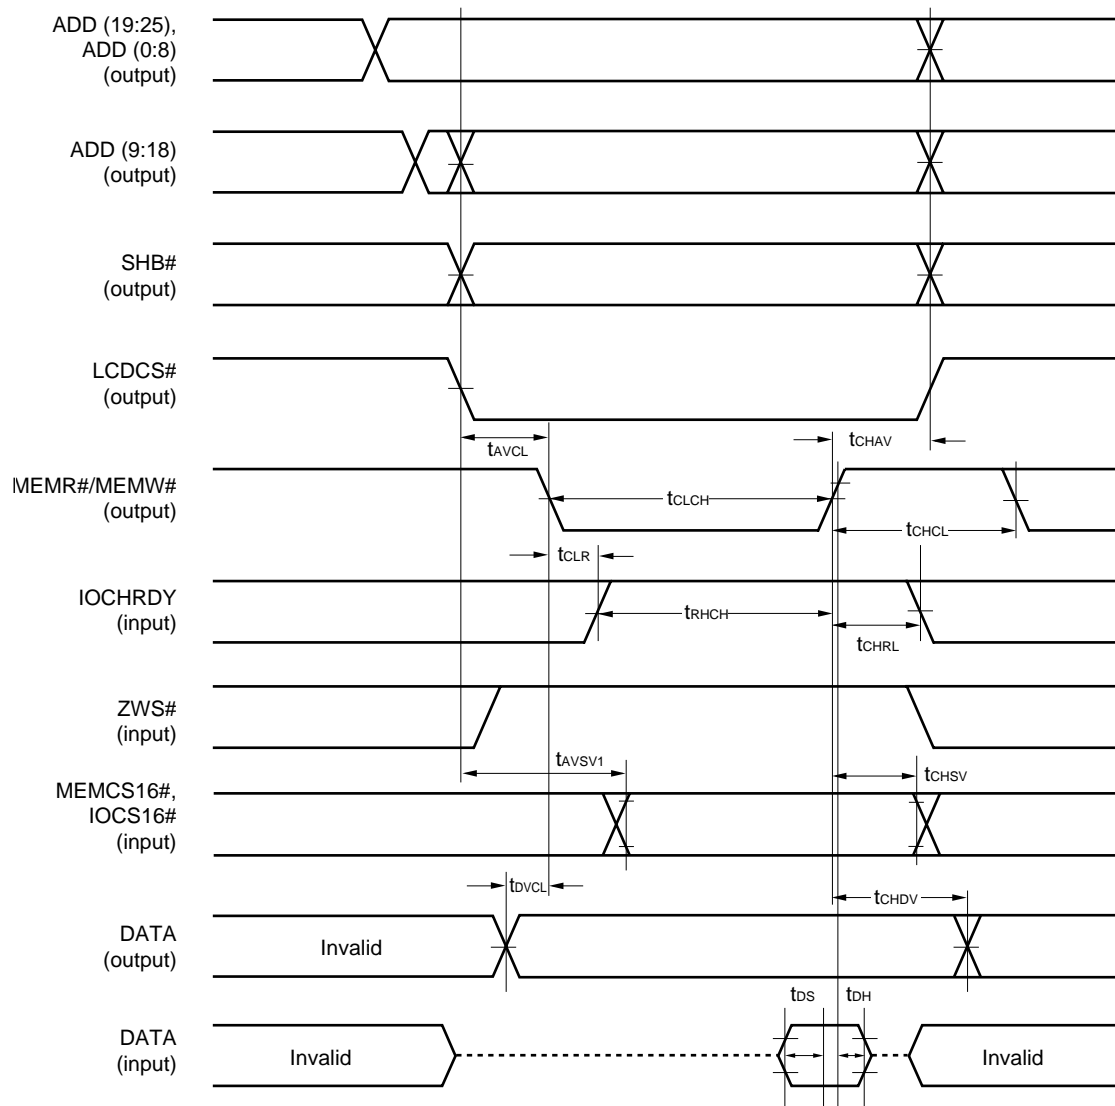 ADD (19:25),
ADD (0:8)
(output)
ADD (9:18)
(output)
SHB#
(output)
LCDCS#
(output)
tAVCL
tCHAV
MEMR#/MEMW#
(output)
tCLCH
tCHCL
tCLR
IOCHRDY
(input)
tRHCH
tCHRL
ZWS#
(input)
tAVSV1
tCHSV
MEMCS16#,
IOCS16#
(input)
tDVCL
tCHDV
DATA
(output)
Invalid
tDS
tDH
DATA
(input)
Invalid
Invalid